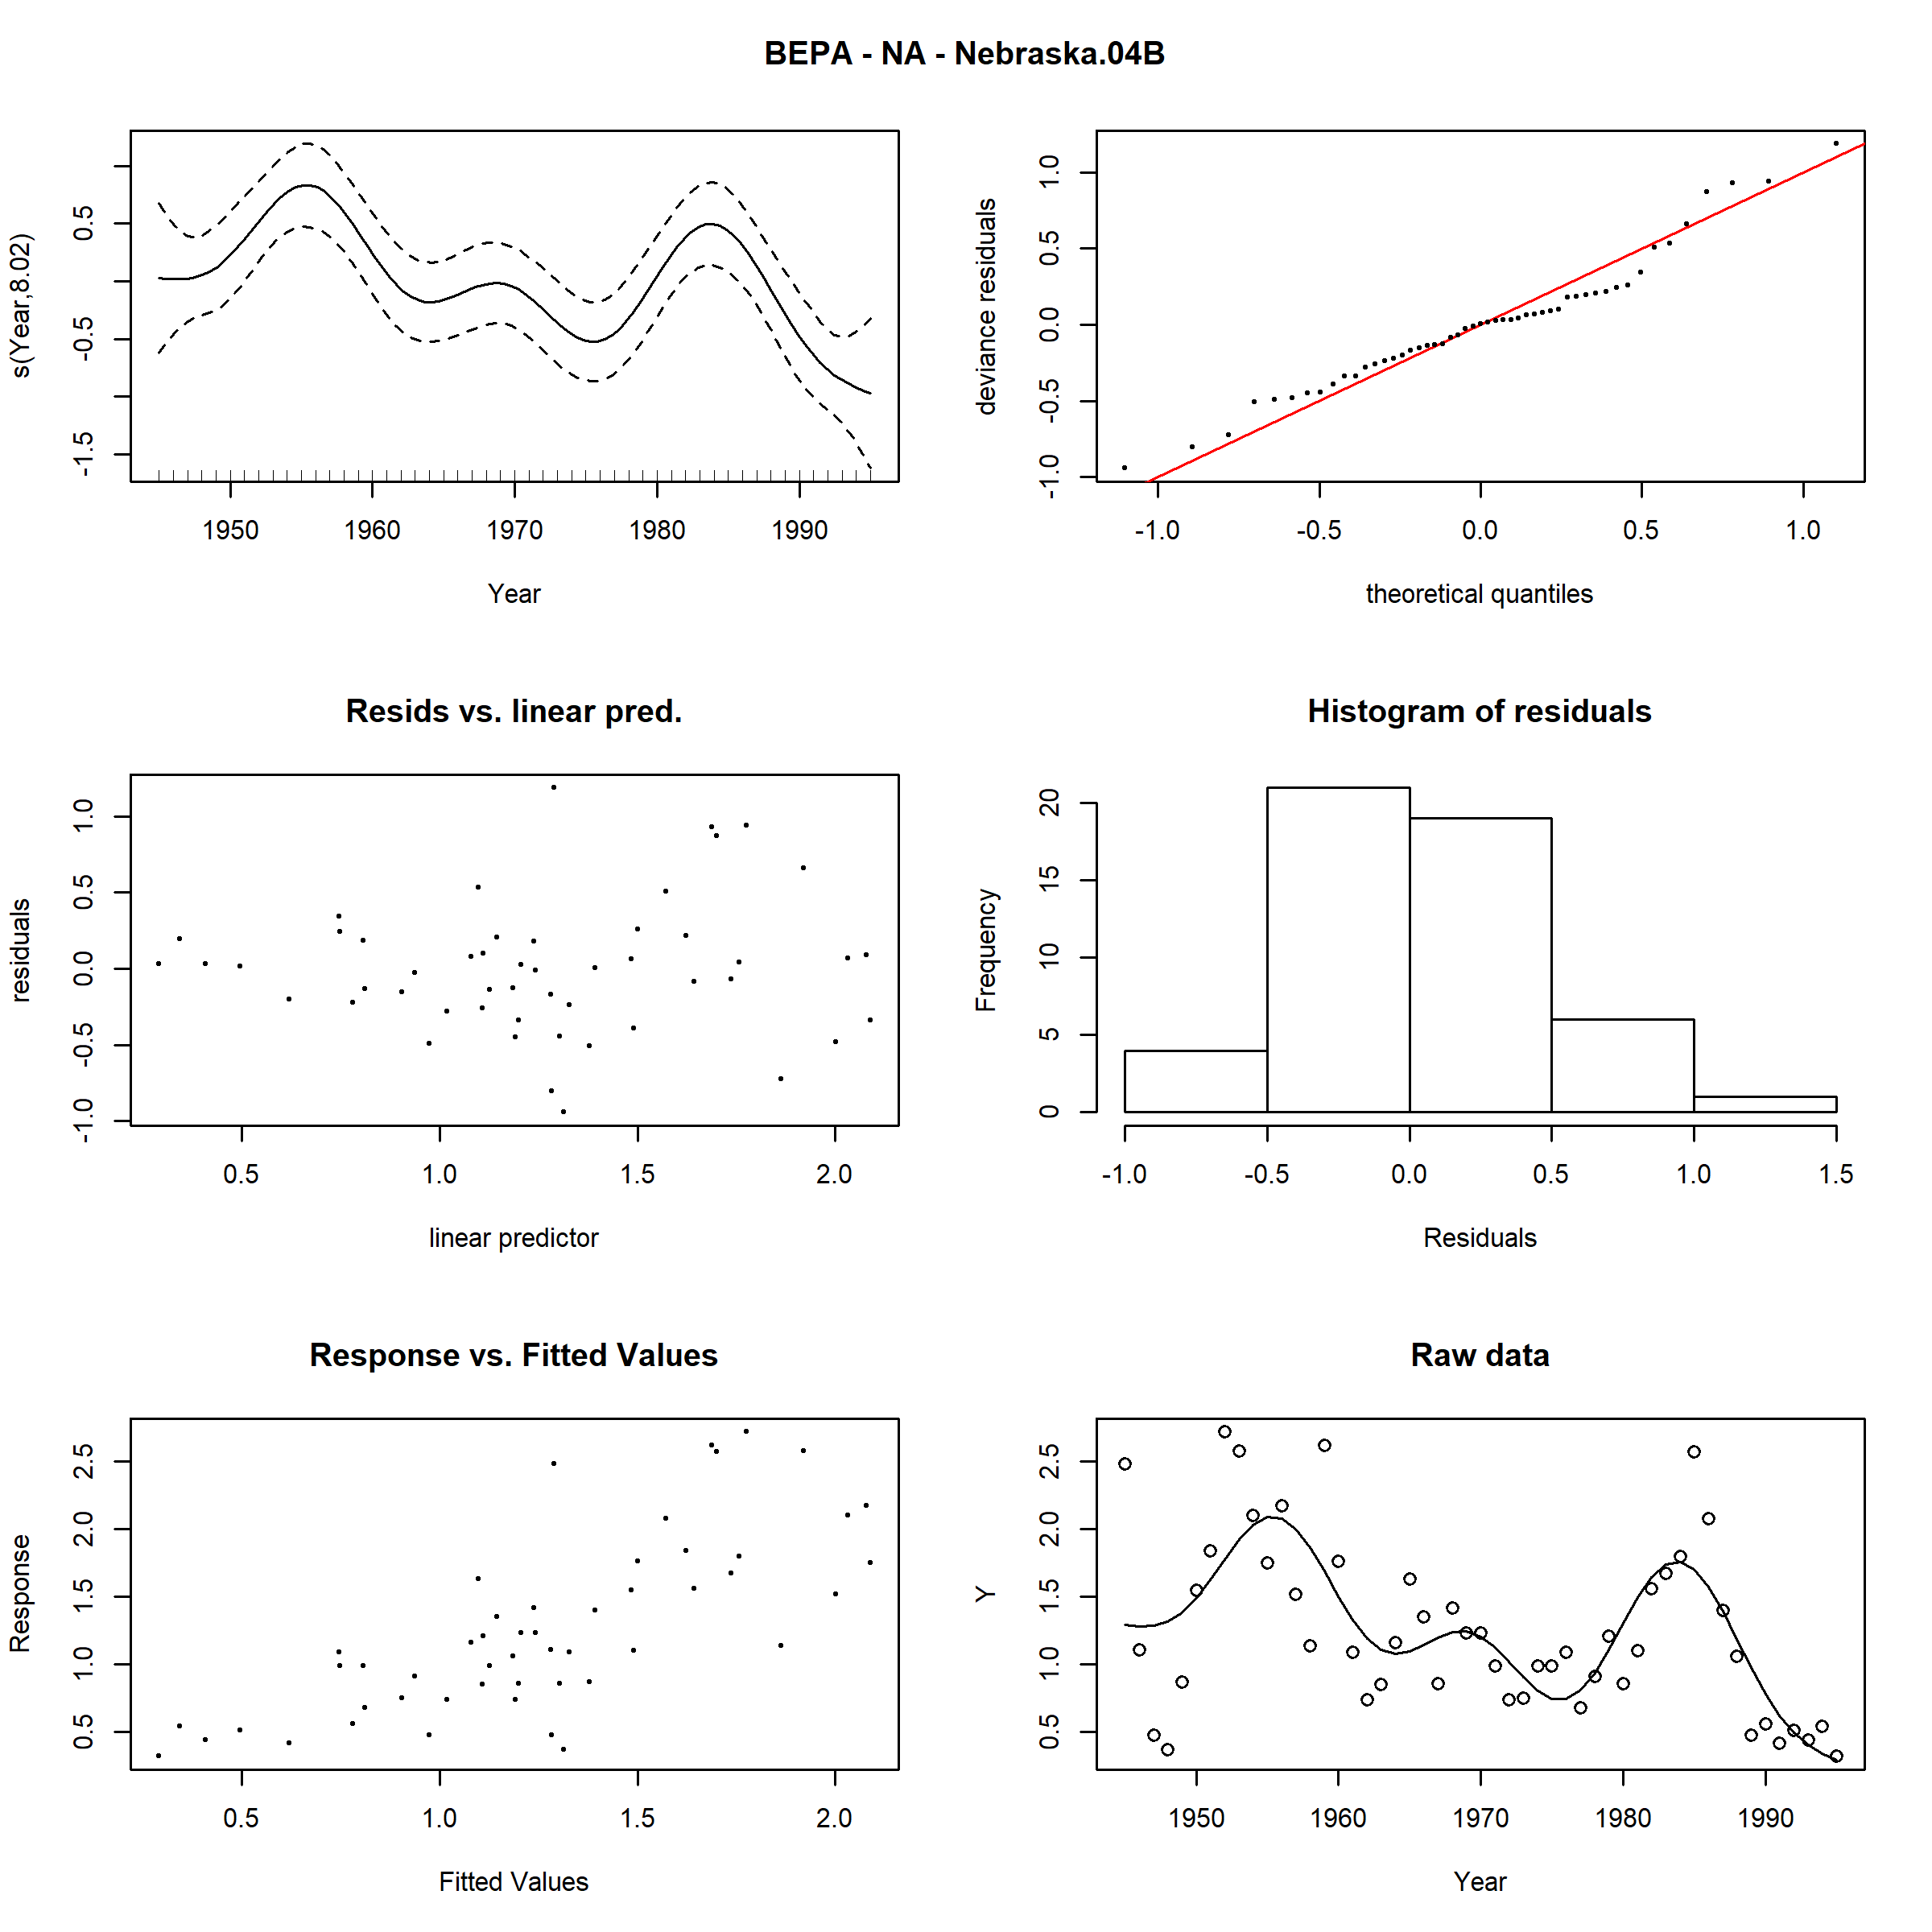 BEPA - NA - Nebraska.04B
s(Year,8.02)
-1.5 -0.5 0.5
1950 1960 1970 1980 1990
Year
deviance residuals
-1.0 -0.5 0.0 0.5 1.0
-1.0 -0.5 0.0 0.5 1.0
theoretical quantiles
Resids vs. linear pred.
residuals
-1.0 -0.5 0.0 0.5 1.0
0.5 1.0 1.5 2.0
linear predictor
Histogram of residuals
Frequency
0 5 10 15 20
-1.0 -0.5 0.0 0.5 1.0 1.5
Residuals
Response vs. Fitted Values
Response
0.5 1.0 1.5 2.0 2.5
0.5 1.0 1.5 2.0
Fitted Values
Raw data
Y
0.5 1.0 1.5 2.0 2.5
1950 1960 1970 1980 1990
Year